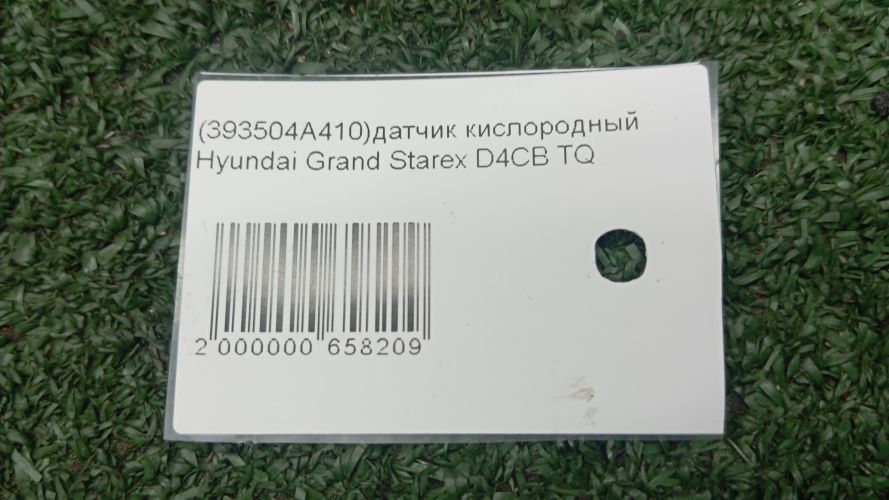 (393504A410)датчик кислородный
Hyundai Grand Starex D4CB TQ
2 000000 658209